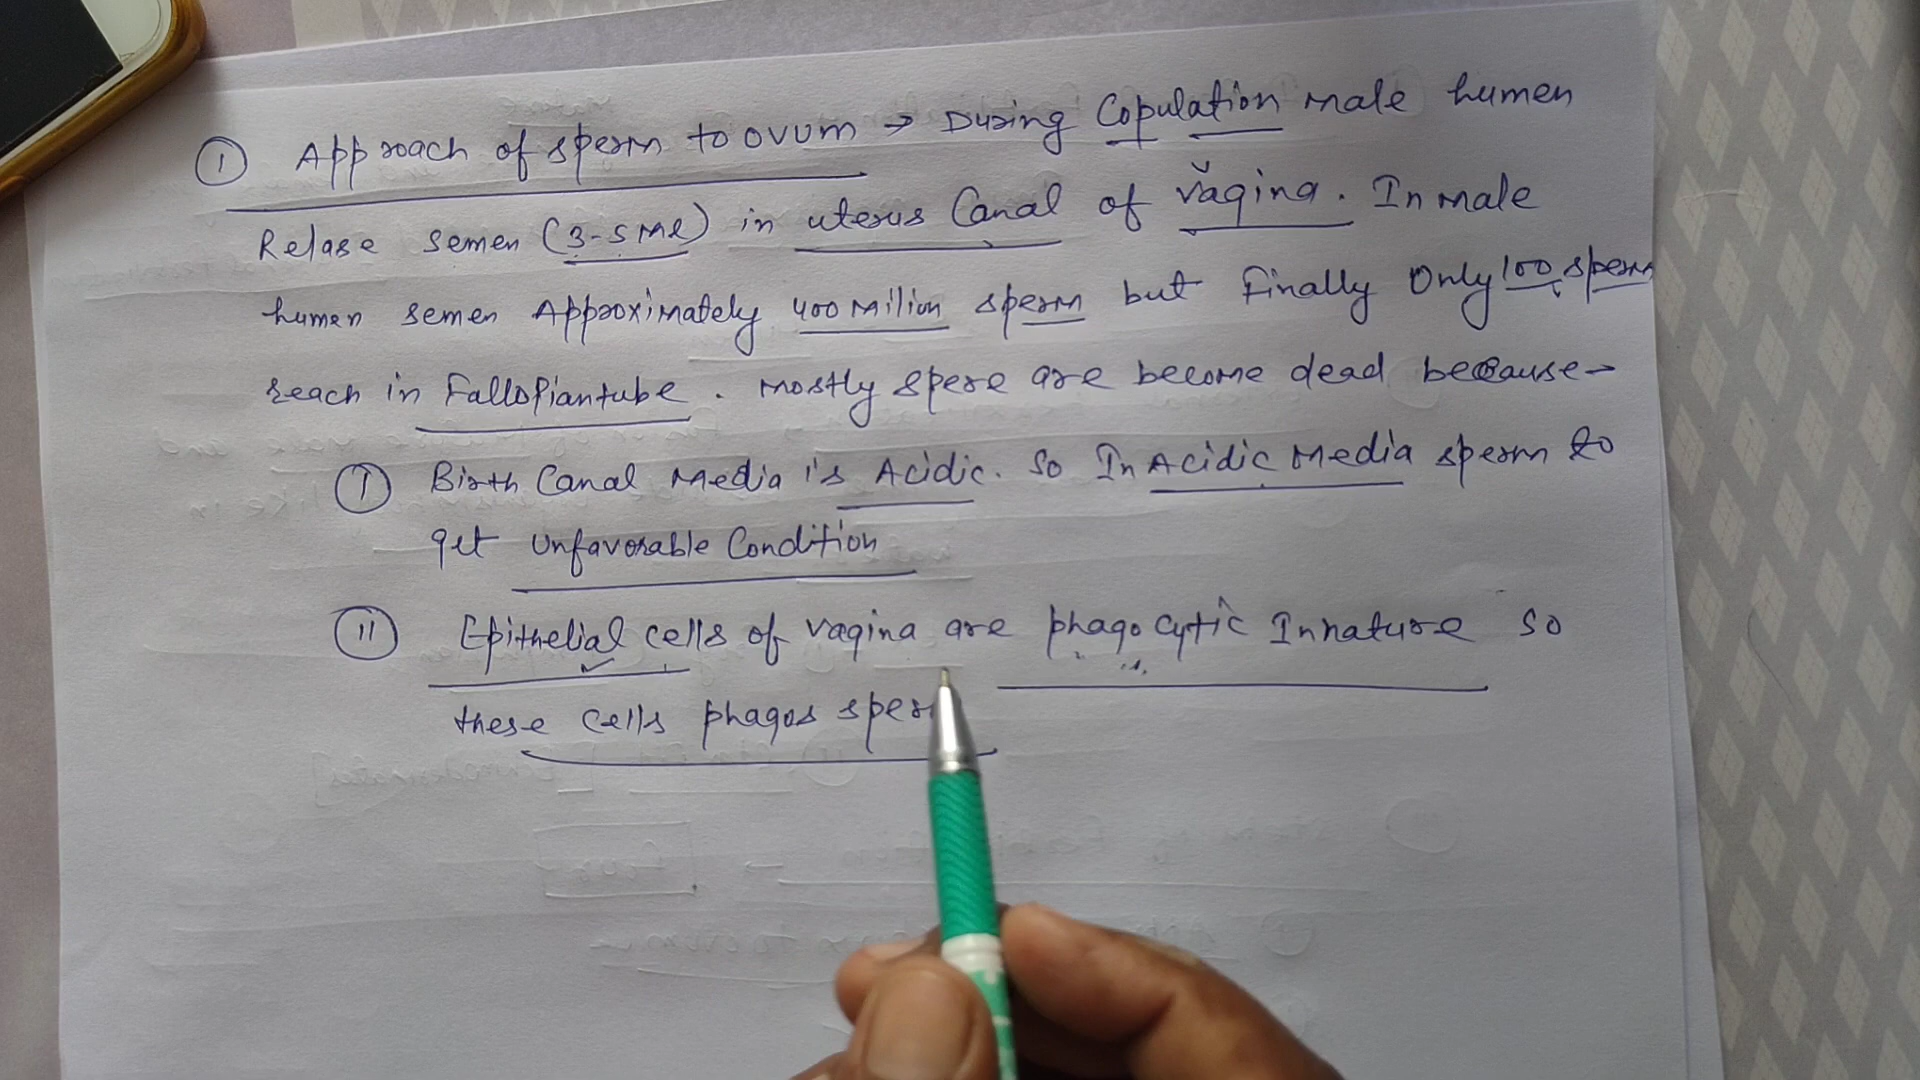 ① Approach of sperm to ovum → During Copulation male humen
Relase semen (3-5 Ml) in uterus Canal of vagina. In male
humen semen Approximately 400 Milion sperm but finally Only 100 sperm
reach in Fallopiantube. Mostly spere are become dead because-
Ⓘ Birth Canal Media is Acidic. So In Acidic Media sperm to
get Unfavorable Condition
ⓘⓘ Epithelial cells of vagina are phagocytic In nature so
these cells phagos